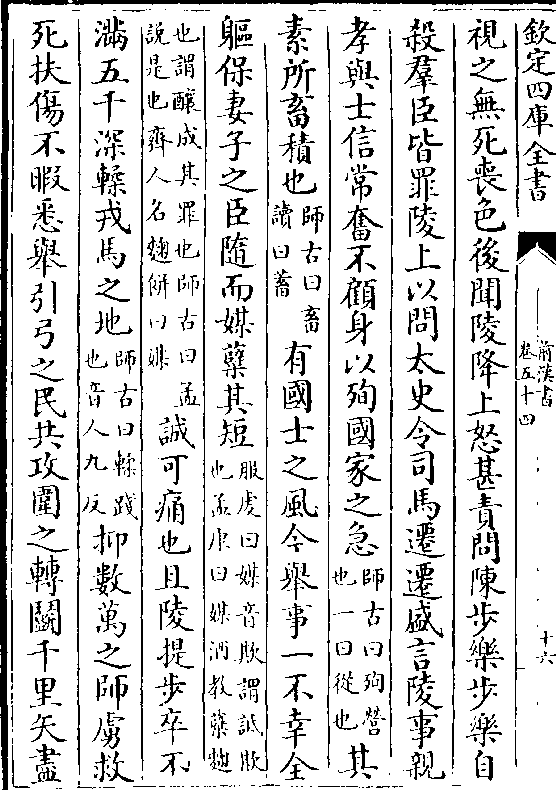 欽定四庫全書
前漢書
卷五十四
十六
視之無死喪色後聞陵降上怒甚責問陳步樂步樂自
殺羣臣皆罪陵上以問太史令司馬遷遷盛言陵事親
孝與士信常奮不顧身以殉國家之急師古曰殉營也一曰從也其
素所畜積也師古曰畜讀曰蓄有國士之風今舉事一不幸全
軀保妻子之臣隨而媒糱其短服虔曰媒音欺謂詆欺也孟康曰媒酒教糱麴
也謂釀成其罪也師古曰孟說是也齊人名麴餅曰媒誠可痛也且陵提步卒不
滿五千深輮戎馬之地師古曰輮踐也音人九反抑數萬之師虜救
死扶傷不暇悉舉引弓之民共攻圍之轉鬭千里矢盡